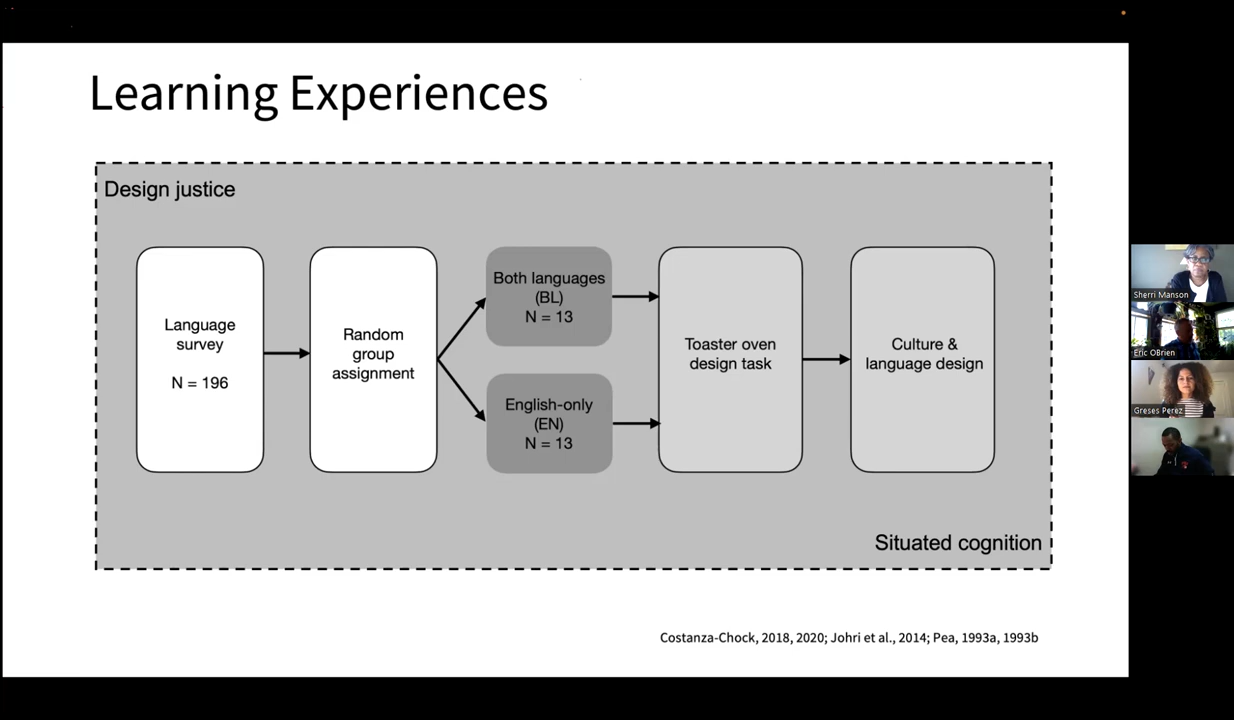 Learning Experiences
Design justice
Language
survey
N = 196
Random
group
assignment
Both languages
(BL)
N = 13
English-only
(EN)
N = 13
Toaster oven
design task
Culture &
language design
Situated cognition
Costanza-Chock, 2018, 2020; Johri et al., 2014; Pea, 1993a, 1993b
Sherri Manson
Eric OBrien
Greses Perez